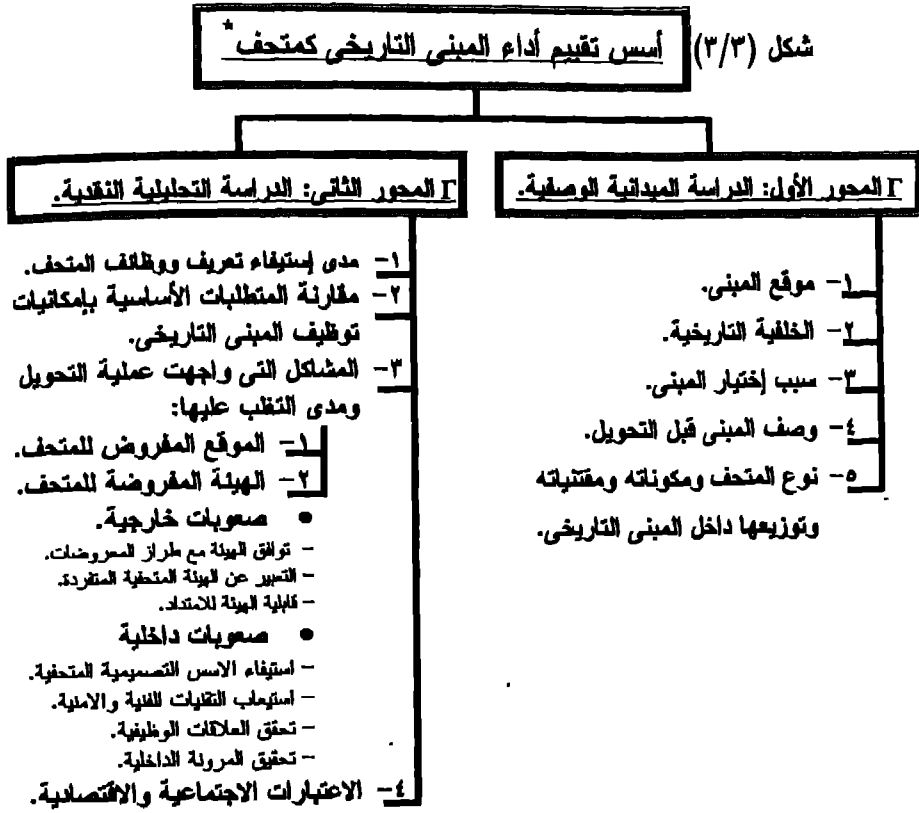 شكل (٣/٣)
أسس تقييم أداء المبنى التاريخى كمتحف*
Γ المحور الأول: الدراسة الميدانية الوصفية.
١- موقع المبنى.
٢- الخلفية التاريخية.
٣- سبب إختيار المبنى.
٤- وصف المبنى قبل التحويل.
٥- نوع المتحف ومكوناته ومقتنياته
وتوزيعها داخل المبنى التاريخى.
Γ المحور الثانى: الدراسة التحليلية النقدية.
١- مدى إستيفاء تعريف ووظائف المتحف.
٢- مقارنة المتطلبات الأساسية بإمكانيات
توظيف المبنى التاريخى.
٣- المشاكل التى واجهت عملية التحويل
ومدى التغلب عليها:
١- الموقع المفروض للمتحف.
٢- الهيئة المفروضة للمتحف.
• صعوبات خارجية.
- توافق الهيئة مع طراز المعروضات.
- التعبير عن الهيئة المتحفية المتفردة.
- قابلية الهيئة للامتداد.
• صعوبات داخلية
- استيفاء الاسس التصميمية المتحفية.
- استيعاب التقنيات الفنية والامنية.
- تحقق العلاقات الوظيفية.
- تحقيق المرونة الداخلية.
٤- الاعتبارات الاجتماعية والاقتصادية.